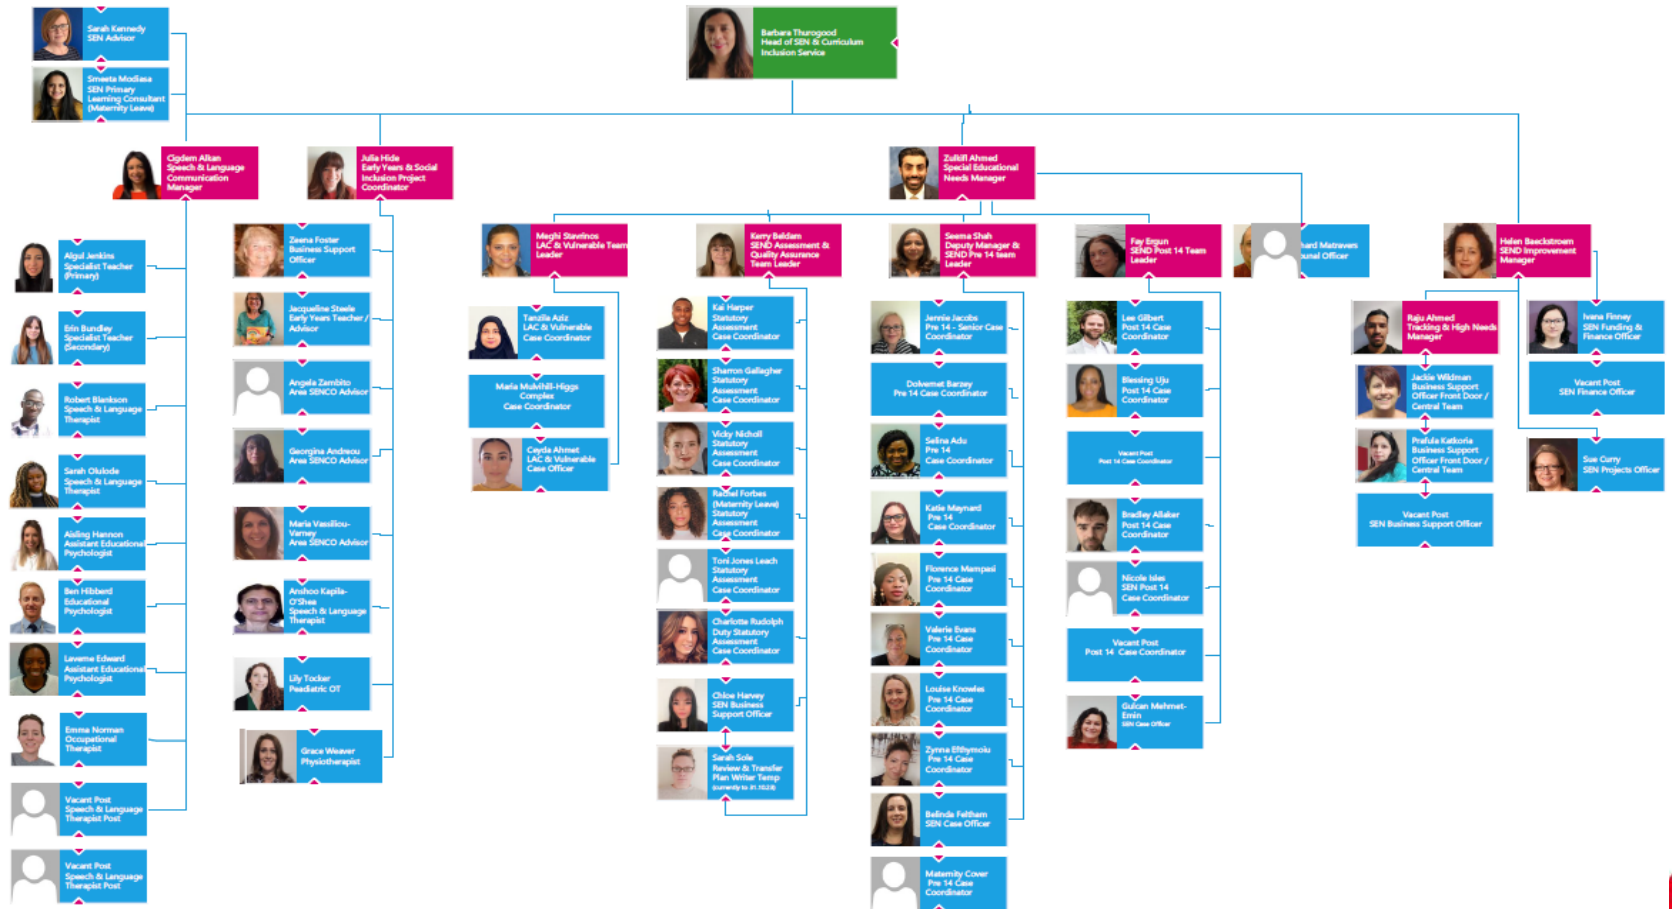 Sarah Kennedy
SEN Advisor
Smeeta Modiasa
SEN Primary
Learning Consultant
(Maternity Leave)
Barbara Thurogood
Head of SEN & Curriculum
Inclusion Service
Cigdem Alkan
Speech & Language
Communication
Manager
Julia Hide
Early Years & Social
Inclusion Project
Coordinator
Zulkifl Ahmed
Special Educational
Needs Manager
Algul Jenkins
Specialist Teacher
(Primary)
Erin Bundley
Specialist Teacher
(Secondary)
Robert Blankson
Speech & Language
Therapist
Sarah Olulode
Speech & Language
Therapist
Aisling Hannon
Assistant Educational
Psychologist
Ben Hibberd
Educational
Psychologist
Laverne Edward
Assistant Educational
Psychologist
Emma Norman
Occupational
Therapist
Vacant Post
Speech & Language
Therapist Post
Vacant Post
Speech & Language
Therapist Post
Zeena Foster
Business Support
Officer
Jacqueline Steele
Early Years Teacher /
Advisor
Angela Zambito
Area SENCO Advisor
Georgina Andreou
Area SENCO Advisor
Maria Vassiliou-
Varney
Area SENCO Advisor
Anshoo Kapila-
O'Shea
Speech & Language
Therapist
Lily Tocker
Peadiatric OT
Grace Weaver
Physiotherapist
Meghi Stavrinos
LAC & Vulnerable Team
Leader
Tanzila Aziz
LAC & Vulnerable
Case Coordinator
Maria Mulvihill-Higgs
Complex
Case Coordinator
Ceyda Ahmet
LAC & Vulnerable
Case Officer
Kerry Beldam
SEND Assessment &
Quality Assurance
Team Leader
Kai Harper
Statutory
Assessment
Case Coordinator
Sharron Gallagher
Statutory
Assessment
Case Coordinator
Vicky Nicholl
Statutory
Assessment
Case Coordinator
Rachel Forbes
(Maternity Leave)
Statutory
Assessment
Case Coordinator
Toni Jones Leach
Statutory
Assessment
Case Coordinator
Charlotte Rudolph
Duty Statutory
Assessment
Case Coordinator
Chloe Harvey
SEN Business
Support Officer
Sarah Sole
Review & Transfer
Plan Writer Temp
(currently to 31.10.23)
Seema Shah
Deputy Manager &
SEND Pre 14 team
Leader
Jennie Jacobs
Pre 14 - Senior Case
Coordinator
Dolvernet Barzey
Pre 14 Case Coordinator
Selina Adu
Pre 14
Case Coordinator
Katie Maynard
Pre 14
Case Coordinator
Florence Mampasi
Pre 14 Case
Coordinator
Valerie Evans
Pre 14 Case
Coordinator
Louise Knowles
Pre 14 Case
Coordinator
Zynna Efthymoiu
Pre 14 Case
Coordinator
Belinda Feltham
SEN Case Officer
Maternity Cover
Pre 14 Case
Coordinator
Fay Ergun
SEND Post 14 Team
Leader
Lee Gilbert
Post 14 Case
Coordinator
Blessing Uju
Post 14 Case
Coordinator
Vacant Post
Post 14 Case Coordinator
Bradley Allaker
Post 14 Case
Coordinator
Nicole Isles
SEN Post 14
Case Coordinator
Vacant Post
Post 14 Case Coordinator
Gulcan Mehmet-
Emin
SEN Case Officer
Matravers
Officer
Helen Baeckstroem
SEND Improvement
Manager
Raju Ahmed
Tracking & High Needs
Manager
Jackie Wildman
Business Support
Officer Front Door /
Central Team
Prafula Katkoria
Business Support
Officer Front Door /
Central Team
Vacant Post
SEN Business Support Officer
Ivana Finney
SEN Funding &
Finance Officer
Vacant Post
SEN Finance Officer
Sue Curry
SEN Projects Officer